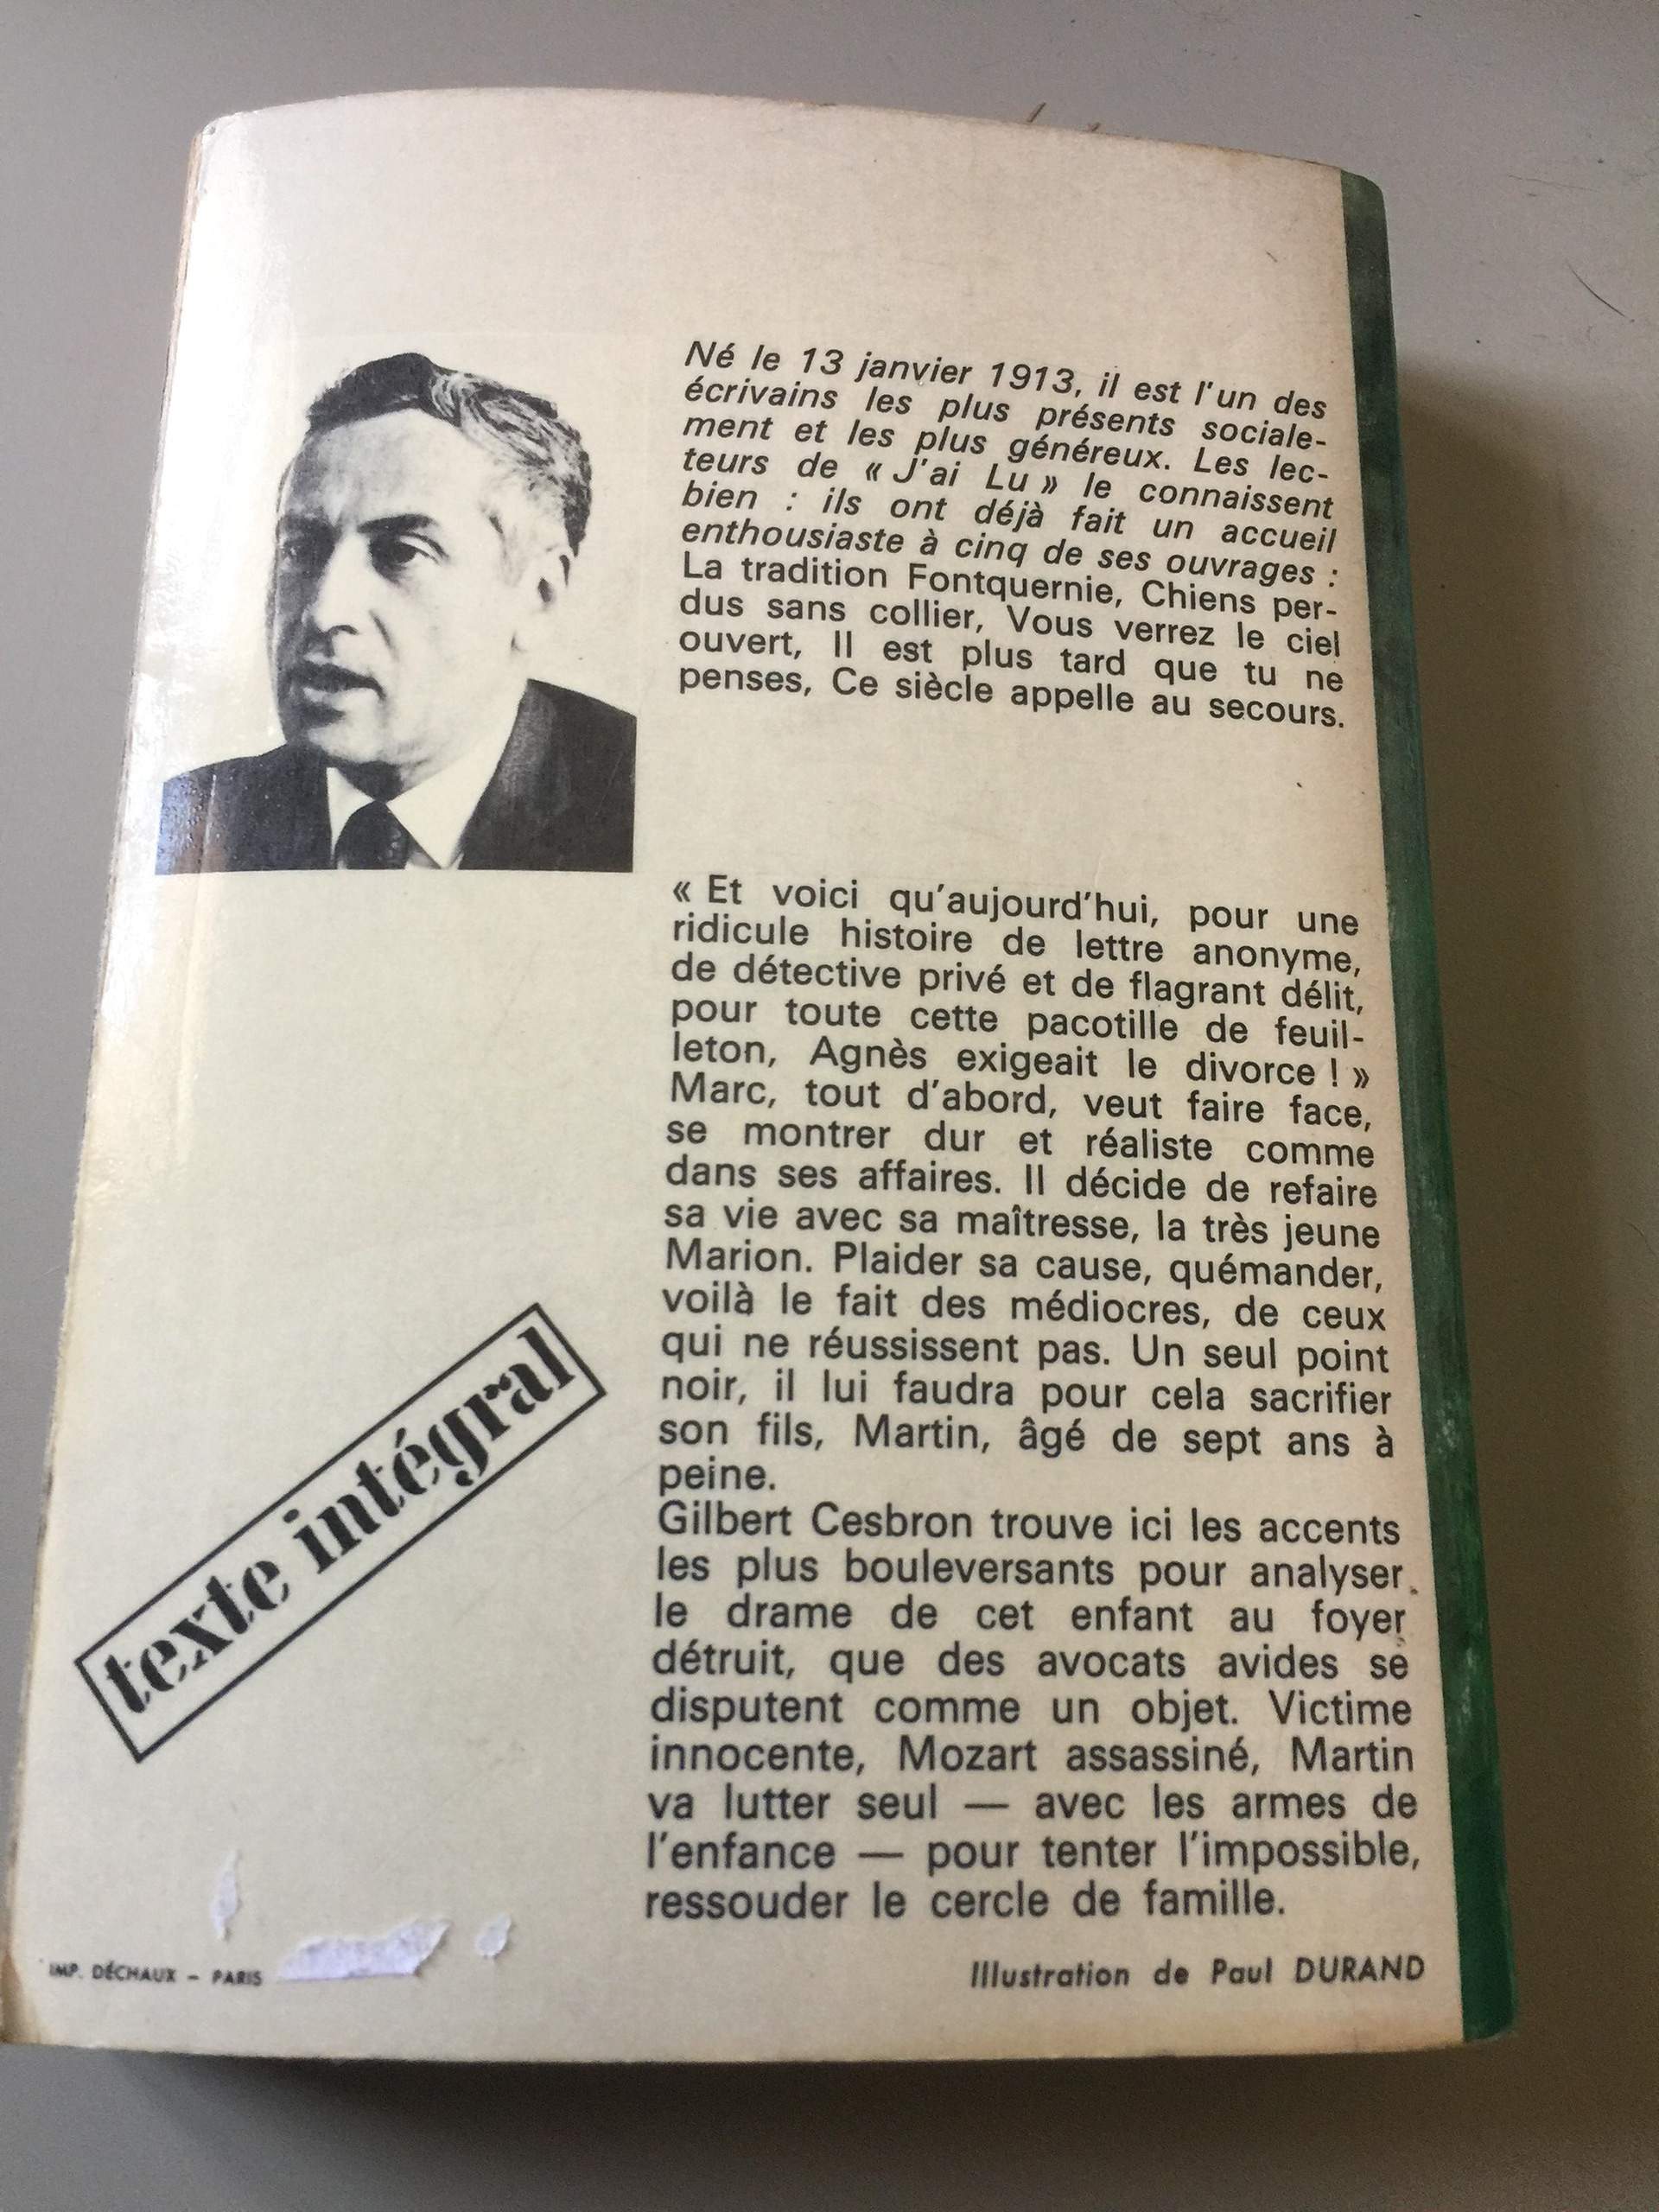 Né le 13 janvier 1913, il est l'un des
écrivains les plus présents sociale-
ment et les plus généreux. Les lec-
teurs de « J'ai Lu » le connaissent
bien : ils ont déjà fait un accueil
enthousiaste à cinq de ses ouvrages :
La tradition Fontquernie, Chiens per-
dus sans collier, Vous verrez le ciel
ouvert, Il est plus tard que tu ne
penses, Ce siècle appelle au secours.
« Et voici qu'aujourd'hui, pour une
ridicule histoire de lettre anonyme,
de détective privé et de flagrant délit,
pour toute cette pacotille de feuil-
leton, Agnès exigeait le divorce ! »
Marc, tout d'abord, veut faire face,
se montrer dur et réaliste comme
dans ses affaires. Il décide de refaire
sa vie avec sa maîtresse, la très jeune
Marion. Plaider sa cause, quémander,
voilà le fait des médiocres, de ceux
qui ne réussissent pas. Un seul point
noir, il lui faudra pour cela sacrifier
son fils, Martin, âgé de sept ans à
peine.
Gilbert Cesbron trouve ici les accents
les plus bouleversants pour analyser
le drame de cet enfant au foyer
détruit, que des avocats avides se
disputent comme un objet. Victime
innocente, Mozart assassiné, Martin
va lutter seul — avec les armes de
l'enfance — pour tenter l'impossible,
ressouder le cercle de famille.
texte intégral
IMP. DÉCHAUX – PARIS
Illustration de Paul DURAND